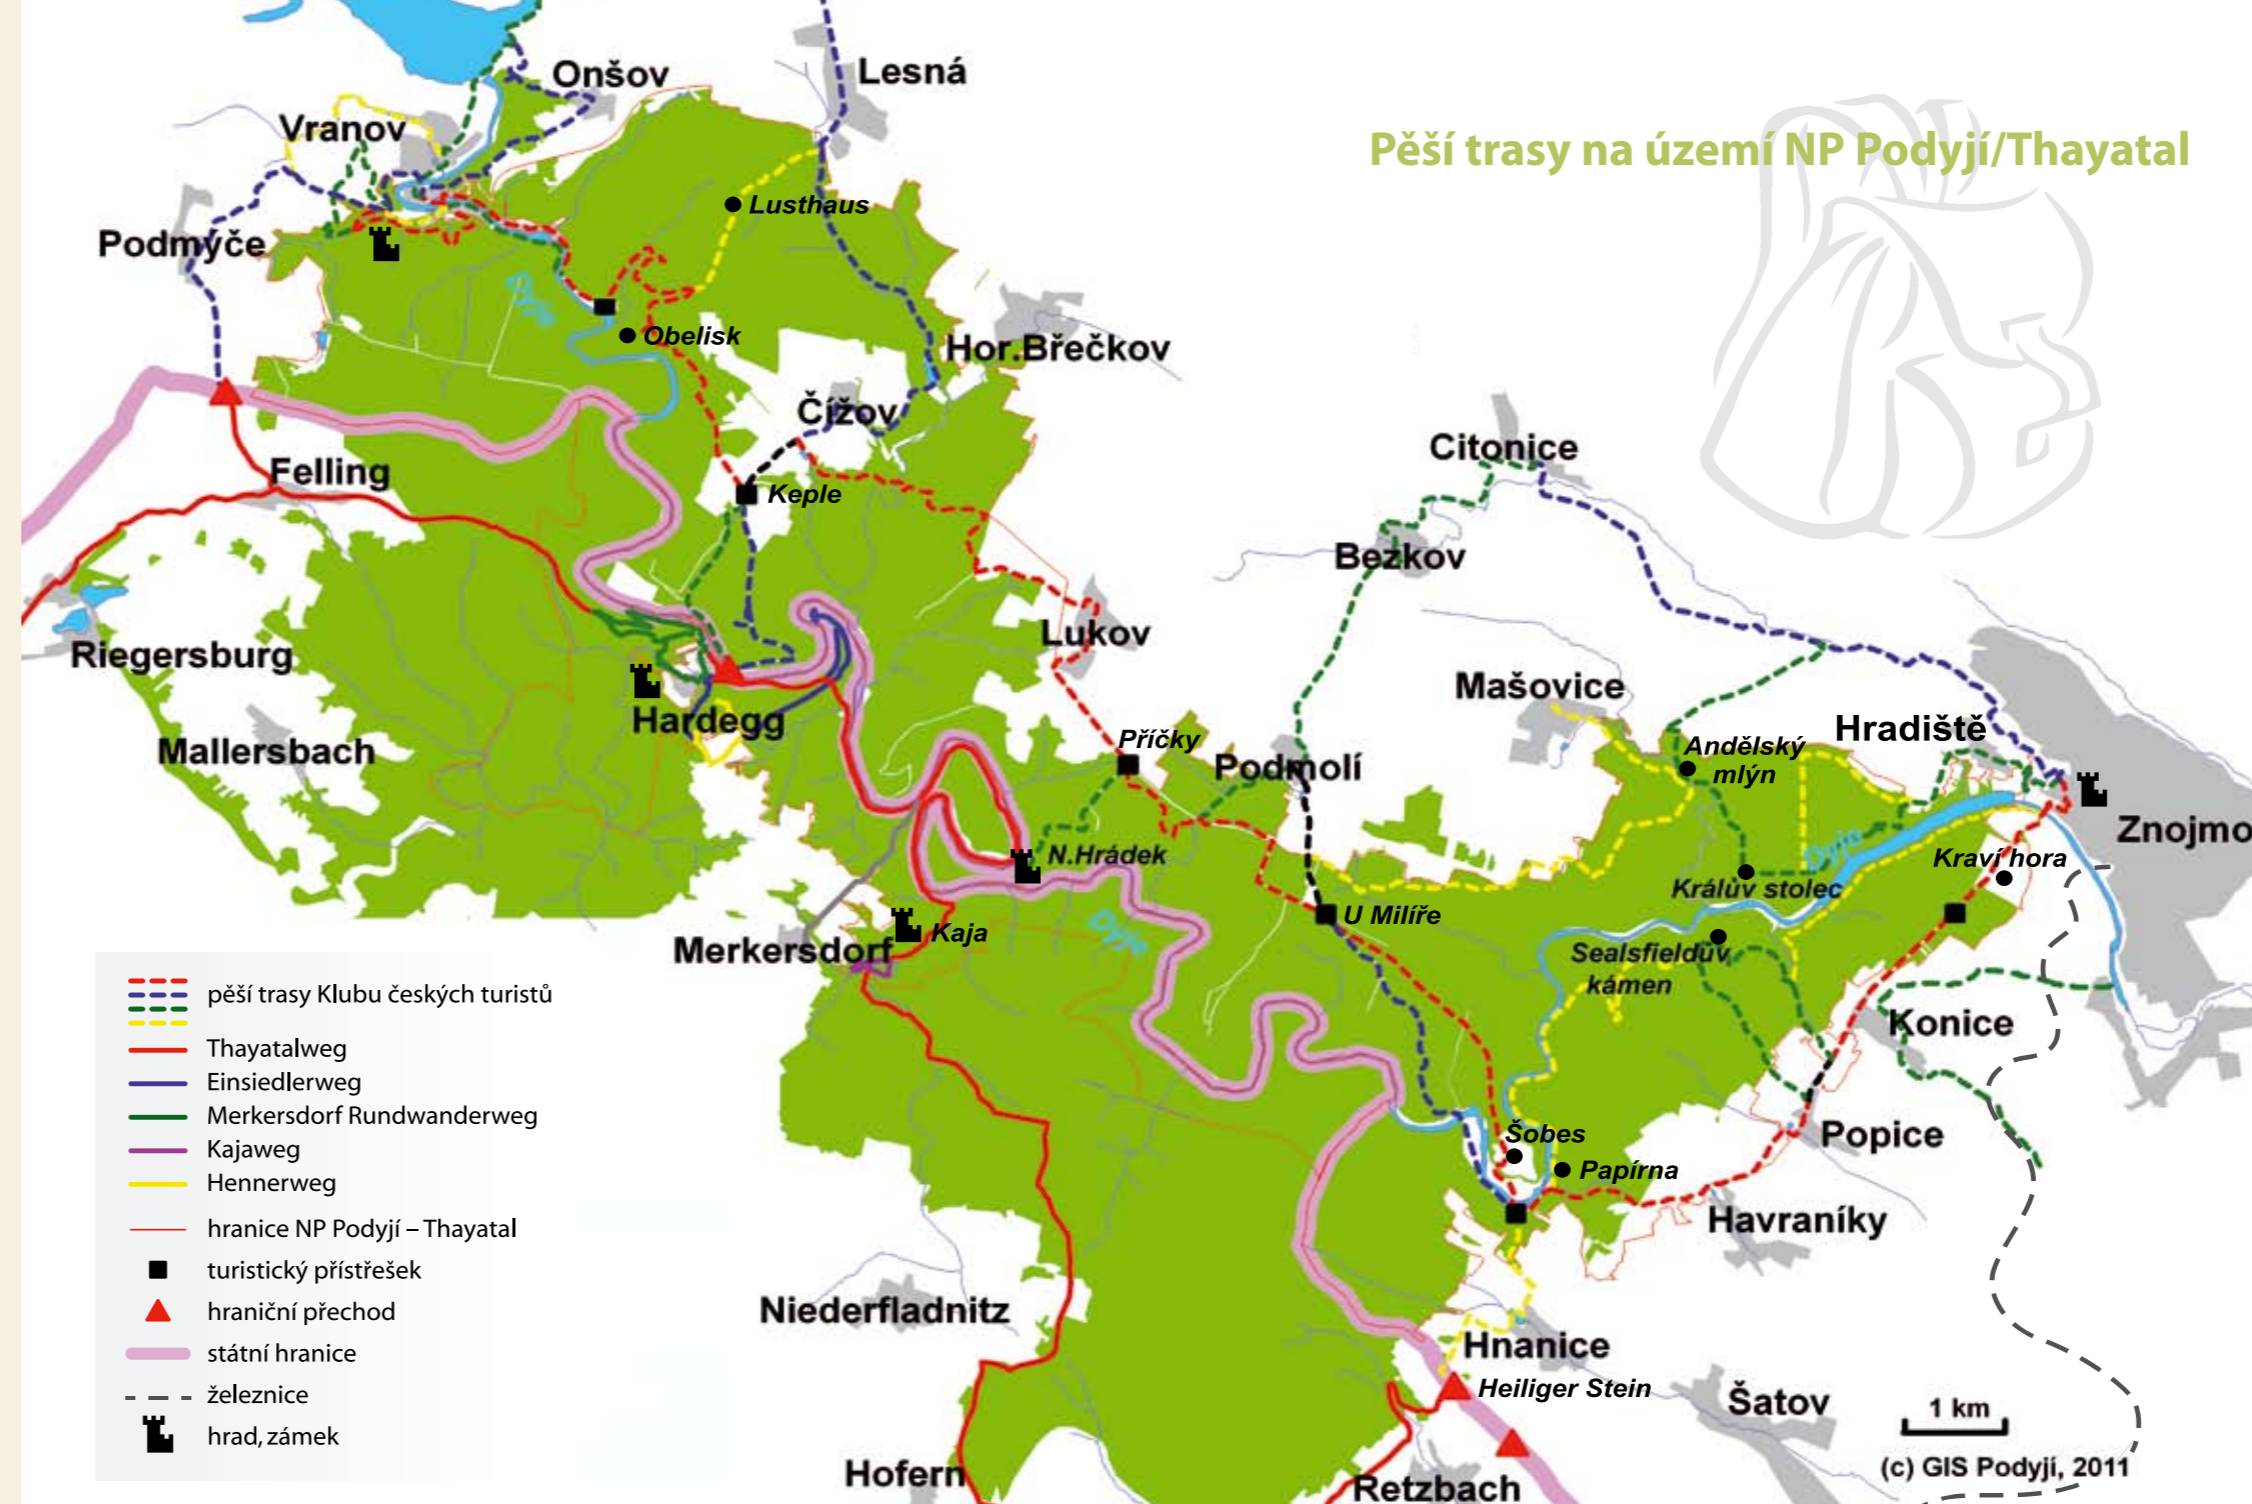 Pěší trasy na území NP Podyjí/Thayatal
Onšov
Lesná
Vranov
Lusthaus
Podmyče
Dyje
Obelisk
Hor.Břečkov
Čížov
Citonice
Felling
Keple
Bezkov
Lukov
Riegersburg
Mašovice
Hardegg
Mallersbach
Příčky
Podmolí
Andělský
mlýn
Hradiště
Znojmo
N.Hrádek
Dyje
Kraví hora
Králův stolec
U Milíře
Kaja
Merkersdorf
Dyje
Sealsfieldův
kámen
Konice
Šobes
Popice
Papírna
Havraníky
Niederfladnitz
Hnanice
Heiliger Stein
Šatov
Hofern
Retzbach
pěší trasy Klubu českých turistů
Thayatalweg
Einsiedlerweg
Merkersdorf Rundwanderweg
Kajaweg
Hennerweg
hranice NP Podyjí – Thayatal
turistický přístřešek
hraniční přechod
státní hranice
železnice
hrad, zámek
1 km
(c) GIS Podyjí, 2011